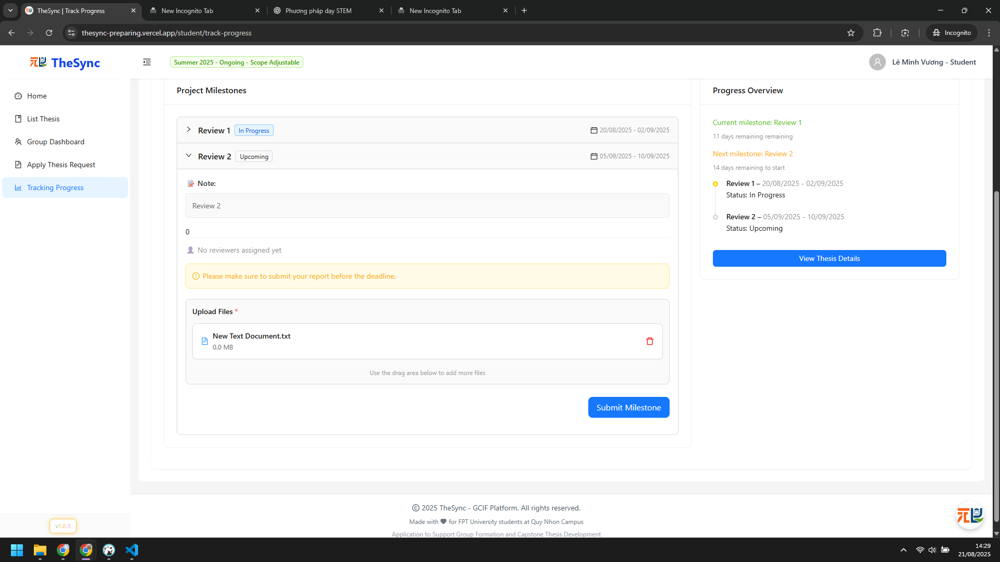 TheSync | Track Progress
New Incognito Tab
Phương pháp dạy STEM
New Incognito Tab
thesync-preparing.vercel.app/student/track-progress
Incognito
TheSync
Summer 2025 - Ongoing - Scope Adjustable
Lê Minh Vương - Student
Home
List Thesis
Group Dashboard
Apply Thesis Request
Tracking Progress
v1.0.3
Project Milestones
Review 1 In Progress 20/08/2025 - 02/09/2025
Review 2 Upcoming 05/09/2025 - 10/09/2025
Note:
Review 2
0
No reviewers assigned yet
Please make sure to submit your report before the deadline.
Upload Files *
New Text Document.txt
0.0 MB
Use the drag area below to add more files
Submit Milestone
Progress Overview
Current milestone: Review 1
11 days remaining remaining
Next milestone: Review 2
14 days remaining to start
Review 1 – 20/08/2025 - 02/09/2025
Status: In Progress
Review 2 – 05/09/2025 - 10/09/2025
Status: Upcoming
View Thesis Details
© 2025 TheSync - GCIF Platform. All rights reserved.
Made with ♥ for FPT University students at Quy Nhon Campus
Application to Support Group Formation and Capstone Thesis Development
14:29
21/08/2025